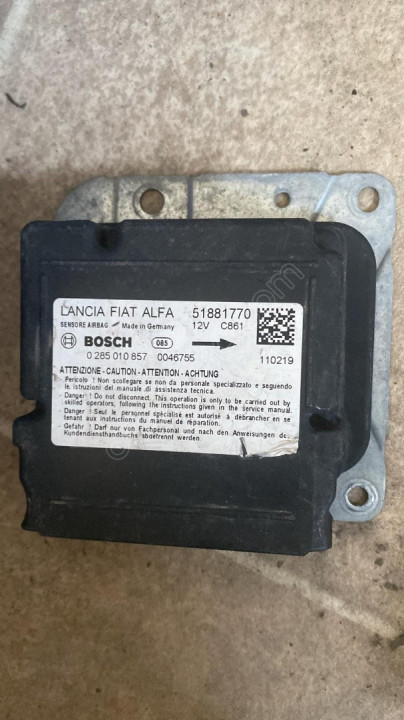 LANCIA FIAT ALFA 51881770
SENSORE AIRBAG Made in Germany 12V C861
BOSCH 085
0 285 010 857 0046755 110219
ATTENZIONE - CAUTION - ATTENTION - ACHTUNG
- Pericolo ! Non scollegare se non da personale specializzato e seguendo
le istruzioni del manuale di assistenza tecnica.
- Danger! Do not disconnect. This operation is only to be carried out by
skilled operators, following the instructions given in the service manual.
- Danger ! Seul le personnel spécialisé est autorisé à débrancher en se
tenant aux instructions du manuel de réparation.
- Gefahr ! Darf nur von Fachpersonal und nach den Anweisungen des
Kundendiensthandbuchs abgetrennt werden.